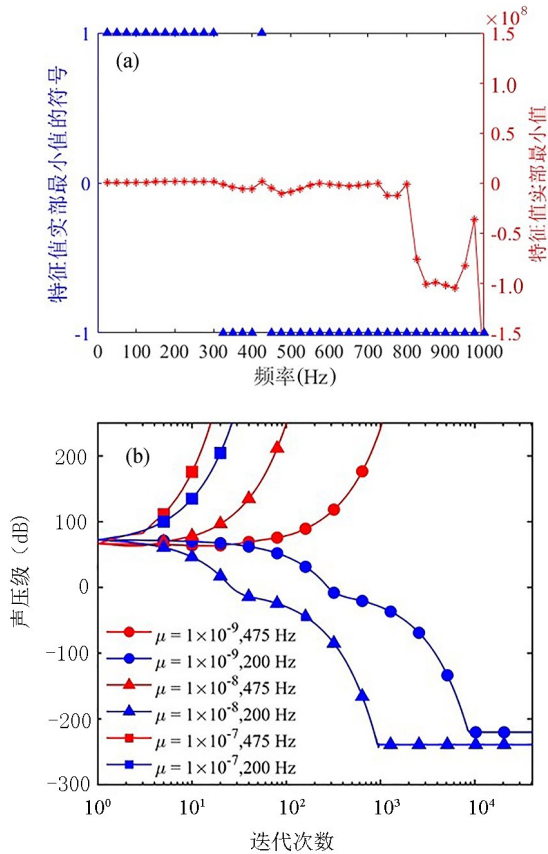 ×10⁸
1
1.5
(a)
1.0
0.5
0
0
-0.5
-1.0
-1
-1.5
特征值实部最小值的符号
特征值实部最小值
0 100 200 300 400 500 600 700 800 900 1000
频率(Hz)
(b)
200
100
0
-100
-200
-300
声压级（dB）
μ = 1×10⁻⁹,475 Hz
μ = 1×10⁻⁹,200 Hz
μ = 1×10⁻⁸,475 Hz
μ = 1×10⁻⁸,200 Hz
μ = 1×10⁻⁷,475 Hz
μ = 1×10⁻⁷,200 Hz
10⁰ 10¹ 10² 10³ 10⁴
迭代次数